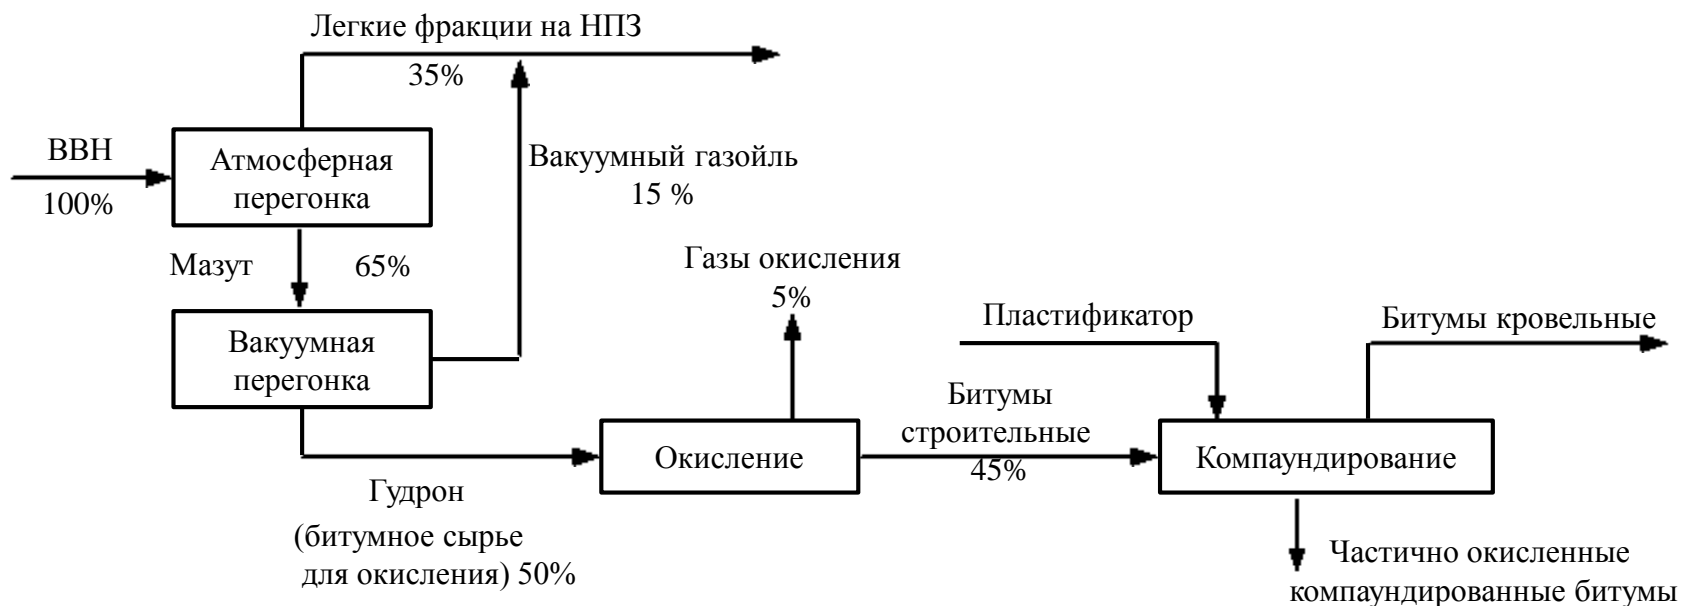 Легкие фракции на НПЗ
35%
ВВН
100%
Атмосферная
перегонка
Вакуумный газойль
15 %
Мазут
65%
Вакуумная
перегонка
Газы окисления
5%
Пластификатор
Битумы кровельные
Битумы
строительные
45%
Окисление
Компаундирование
Гудрон
(битумное сырье
для окисления) 50%
Частично окисленные
компаундированные битумы